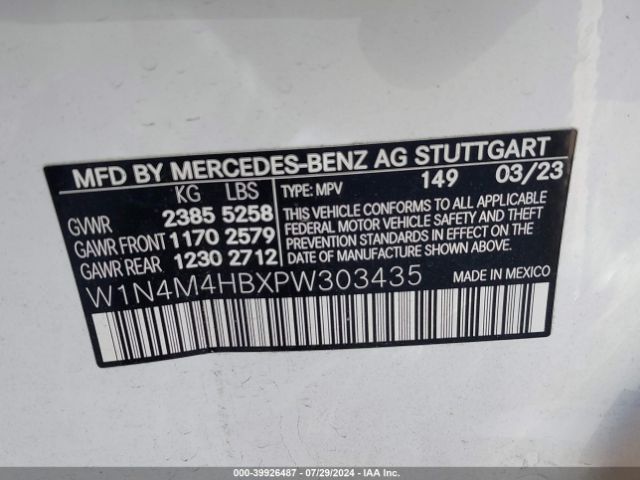 MFD BY MERCEDES-BENZ AG STUTTGART
KG LBS TYPE: MPV 149 03/23
GVWR 2385 5258
GAWR FRONT 1170 2579
GAWR REAR 1230 2712
THIS VEHICLE CONFORMS TO ALL APPLICABLE
FEDERAL MOTOR VEHICLE SAFETY AND THEFT
PREVENTION STANDARDS IN EFFECT ON THE
DATE OF MANUFACTURE SHOWN ABOVE.
W1N4M4HBXPW303435 MADE IN MEXICO
000-39926487 - 07/29/2024 - IAAI.COM